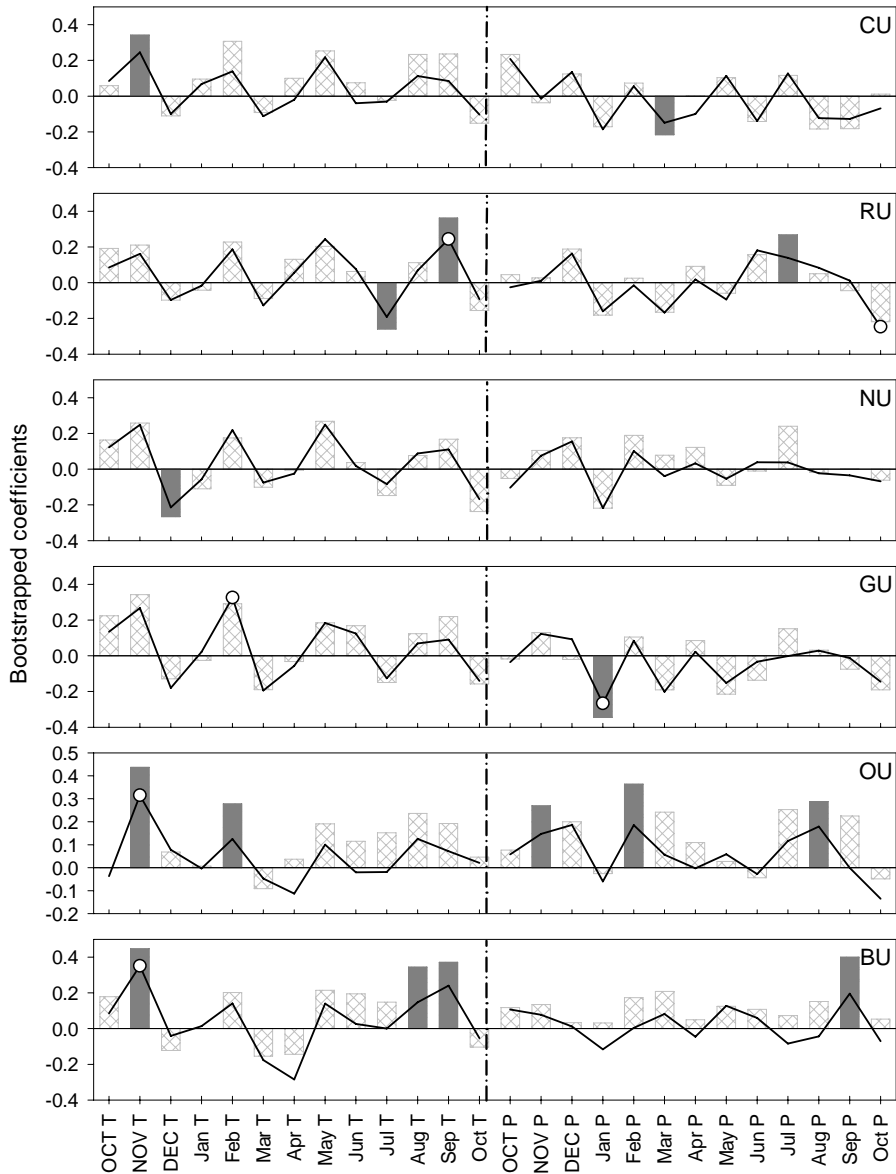 0.4
0.2
0.0
-0.2
-0.4
CU
0.4
0.2
0.0
-0.2
-0.4
RU
0.4
0.2
0.0
-0.2
-0.4
NU
Bootstrapped coefficients
0.4
0.2
0.0
-0.2
-0.4
GU
0.5
0.4
0.3
0.2
0.1
0.0
-0.1
-0.2
OU
0.4
0.2
0.0
-0.2
-0.4
BU
OCT T
NOV T
DEC T
Jan T
Feb T
Mar T
Apr T
May T
Jun T
Jul T
Aug T
Sep T
Oct T
OCT P
NOV P
DEC P
Jan P
Feb P
Mar P
Apr P
May P
Jun P
Jul P
Aug P
Sep P
Oct P